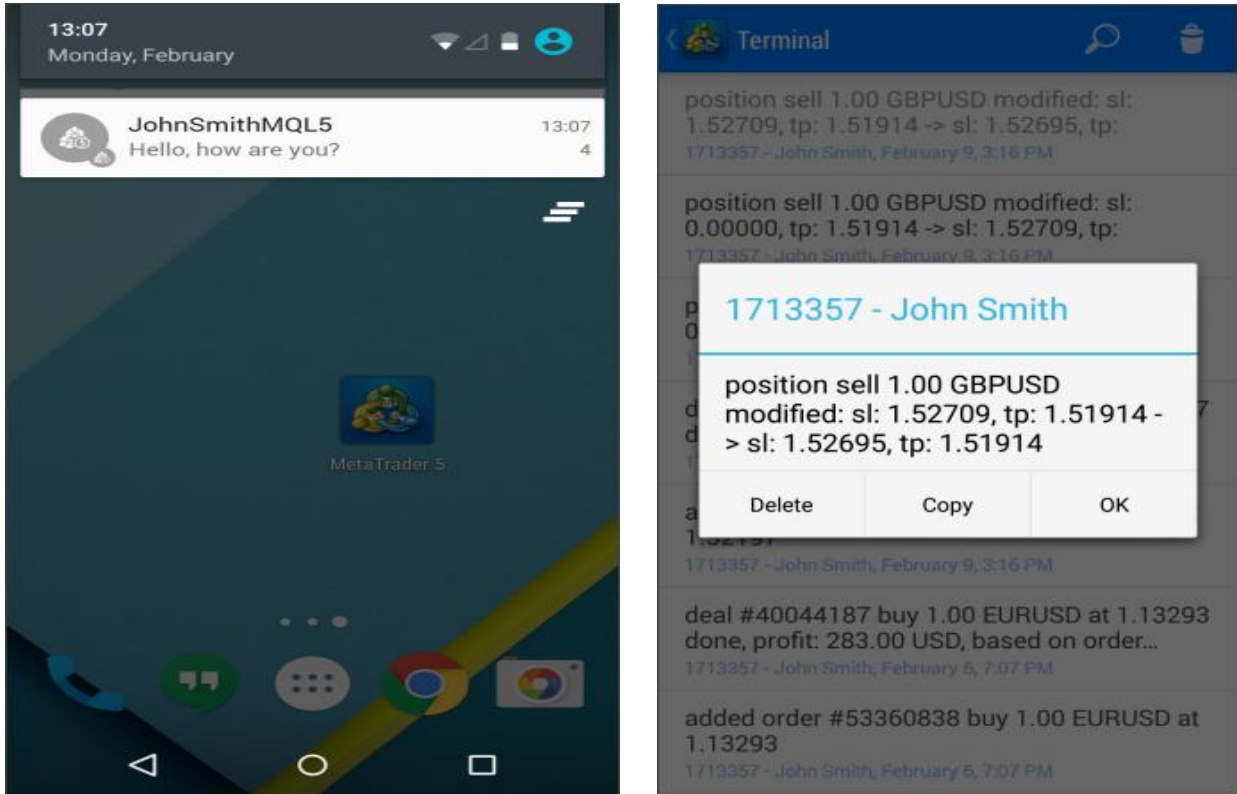 13:07
Monday, February
JohnSmithMQL5
13:07
Hello, how are you?
4
MetaTrader 5
Terminal
position sell 1.00 GBPUSD modified: sl:
1.52709, tp: 1.51914 -> sl: 1.52695, tp:
1713357 - John Smith, February 9, 3:16 PM
position sell 1.00 GBPUSD modified: sl:
0.00000, tp: 1.51914 -> sl: 1.52709, tp:
1713357 - John Smith, February 9, 3:16 PM
1713357 - John Smith
position sell 1.00 GBPUSD
modified: sl: 1.52709, tp: 1.51914 -
> sl: 1.52695, tp: 1.51914
Delete
Copy
OK
1713357 - John Smith, February 9, 3:16 PM
deal #40044187 buy 1.00 EURUSD at 1.13293
done, profit: 283.00 USD, based on order...
1713357 - John Smith, February 6, 7:07 PM
added order #53360838 buy 1.00 EURUSD at
1.13293
1713357 - John Smith, February 6, 7:07 PM